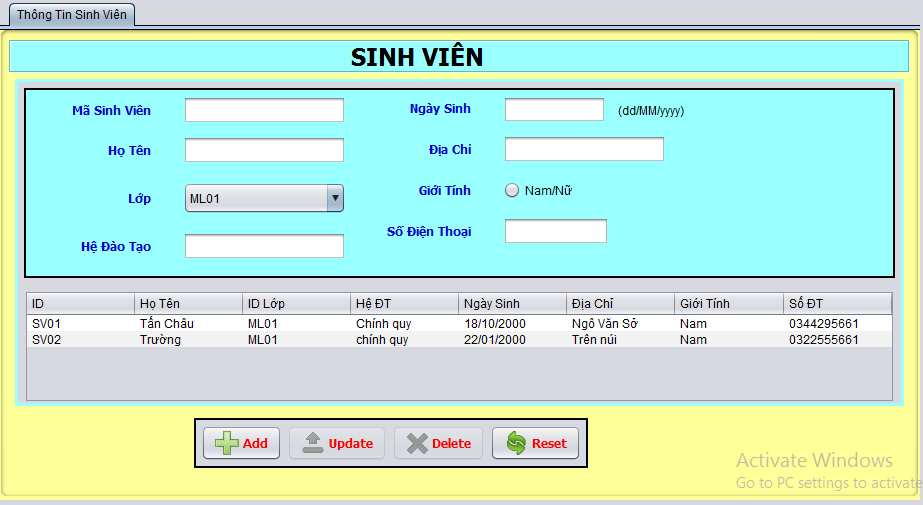 Thông Tin Sinh Viên
SINH VIÊN
Mã Sinh Viên
Ngày Sinh (dd/MM/yyyy)
Họ Tên
Địa Chỉ
Lớp ML01
Giới Tính Nam/Nữ
Số Điện Thoại
Hệ Đào Tạo
ID Họ Tên ID Lớp Hệ ĐT Ngày Sinh Địa Chỉ Giới Tính Số ĐT
SV01 Tấn Châu ML01 Chính quy 18/10/2000 Ngô Văn Sở Nam 0344295661
SV02 Trường ML01 chính quy 22/01/2000 Trên núi Nam 0322555661
Add Update Delete Reset
Activate Windows
Go to PC settings to activate